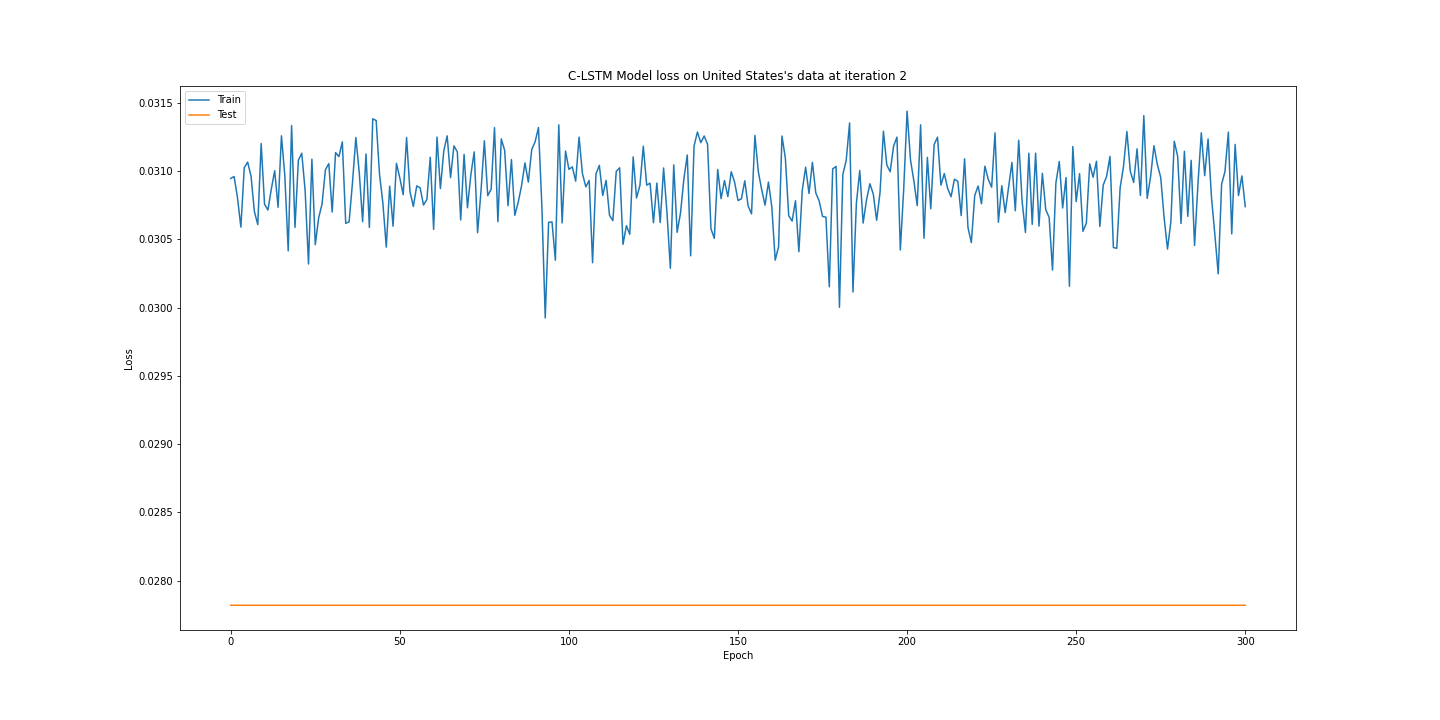 C-LSTM Model loss on United States's data at iteration 2
Train
Test
0.0315
0.0310
0.0305
0.0300
0.0295
0.0290
0.0285
0.0280
Loss
0 50 100 150 200 250 300
Epoch